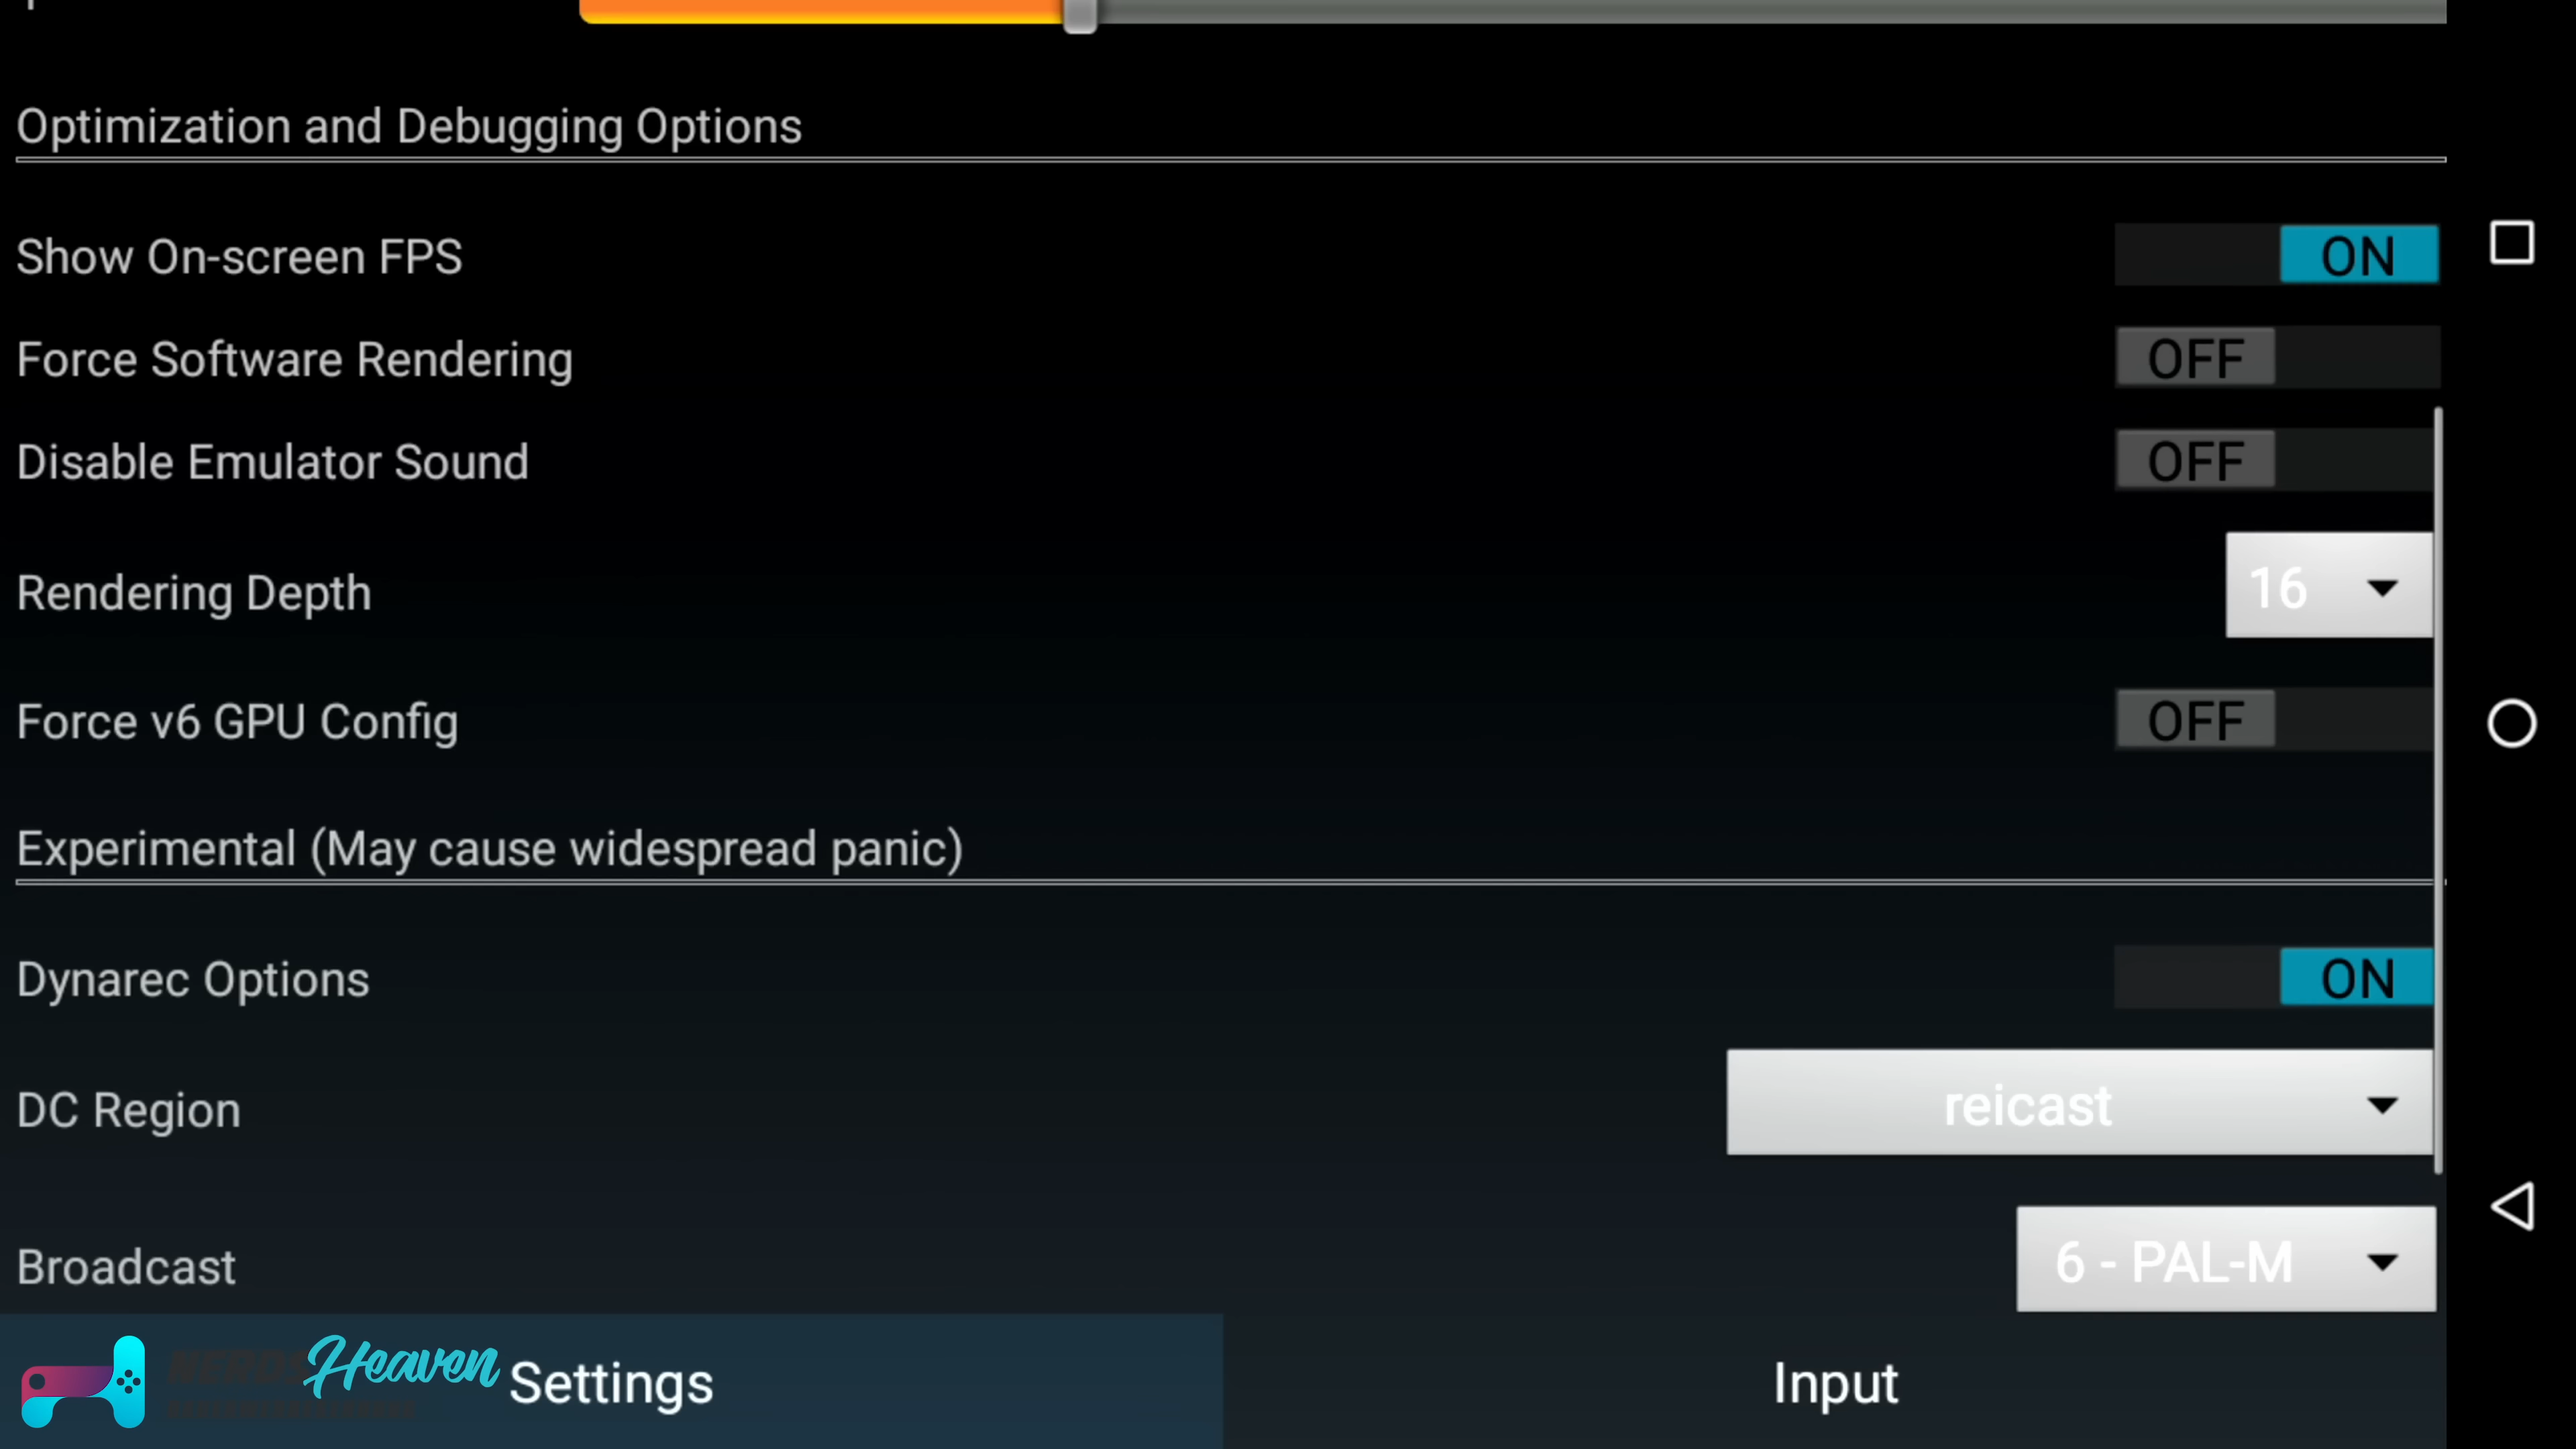 Optimization and Debugging Options
Show On-screen FPS ON
Force Software Rendering OFF
Disable Emulator Sound OFF
Rendering Depth 16
Force v6 GPU Config OFF
Experimental (May cause widespread panic)
Dynarec Options ON
DC Region reicast
Broadcast 6 - PAL-M
NERDS Heaven Settings Input